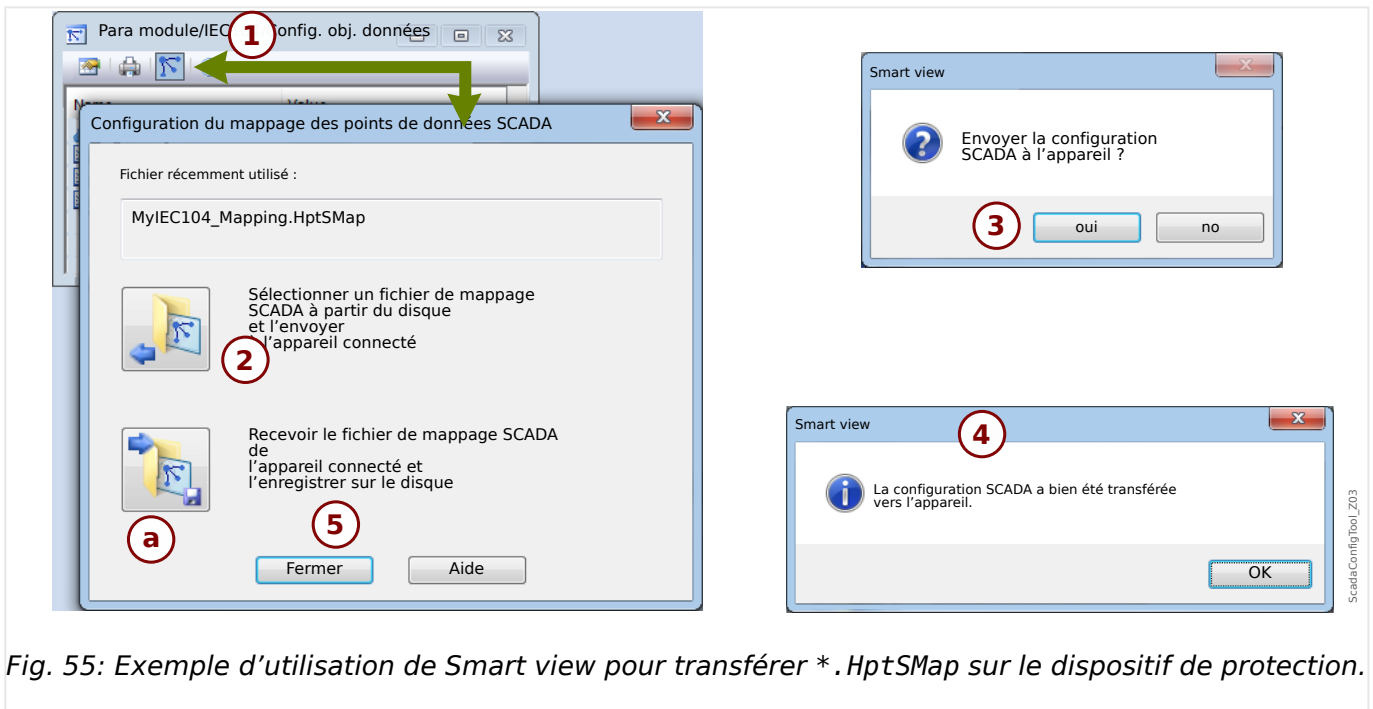 Para module/IEC
1
onfig. obj. données
Name
Value
Configuration du mappage des points de données SCADA
Fichier récemment utilisé :
MyIEC104_Mapping.HptSMap
Sélectionner un fichier de mappage
SCADA à partir du disque
et l’envoyer
l’appareil connecté
2
Recevoir le fichier de mappage SCADA
de
l’appareil connecté et
l’enregistrer sur le disque
a
5
Fermer
Aide
Smart view
Envoyer la configuration
SCADA à l’appareil ?
3
oui
no
Smart view
4
La configuration SCADA a bien été transférée
vers l’appareil.
OK
ScadaConfigTool_Z03
Fig. 55: Exemple d’utilisation de Smart view pour transférer *.HptSMap sur le dispositif de protection.